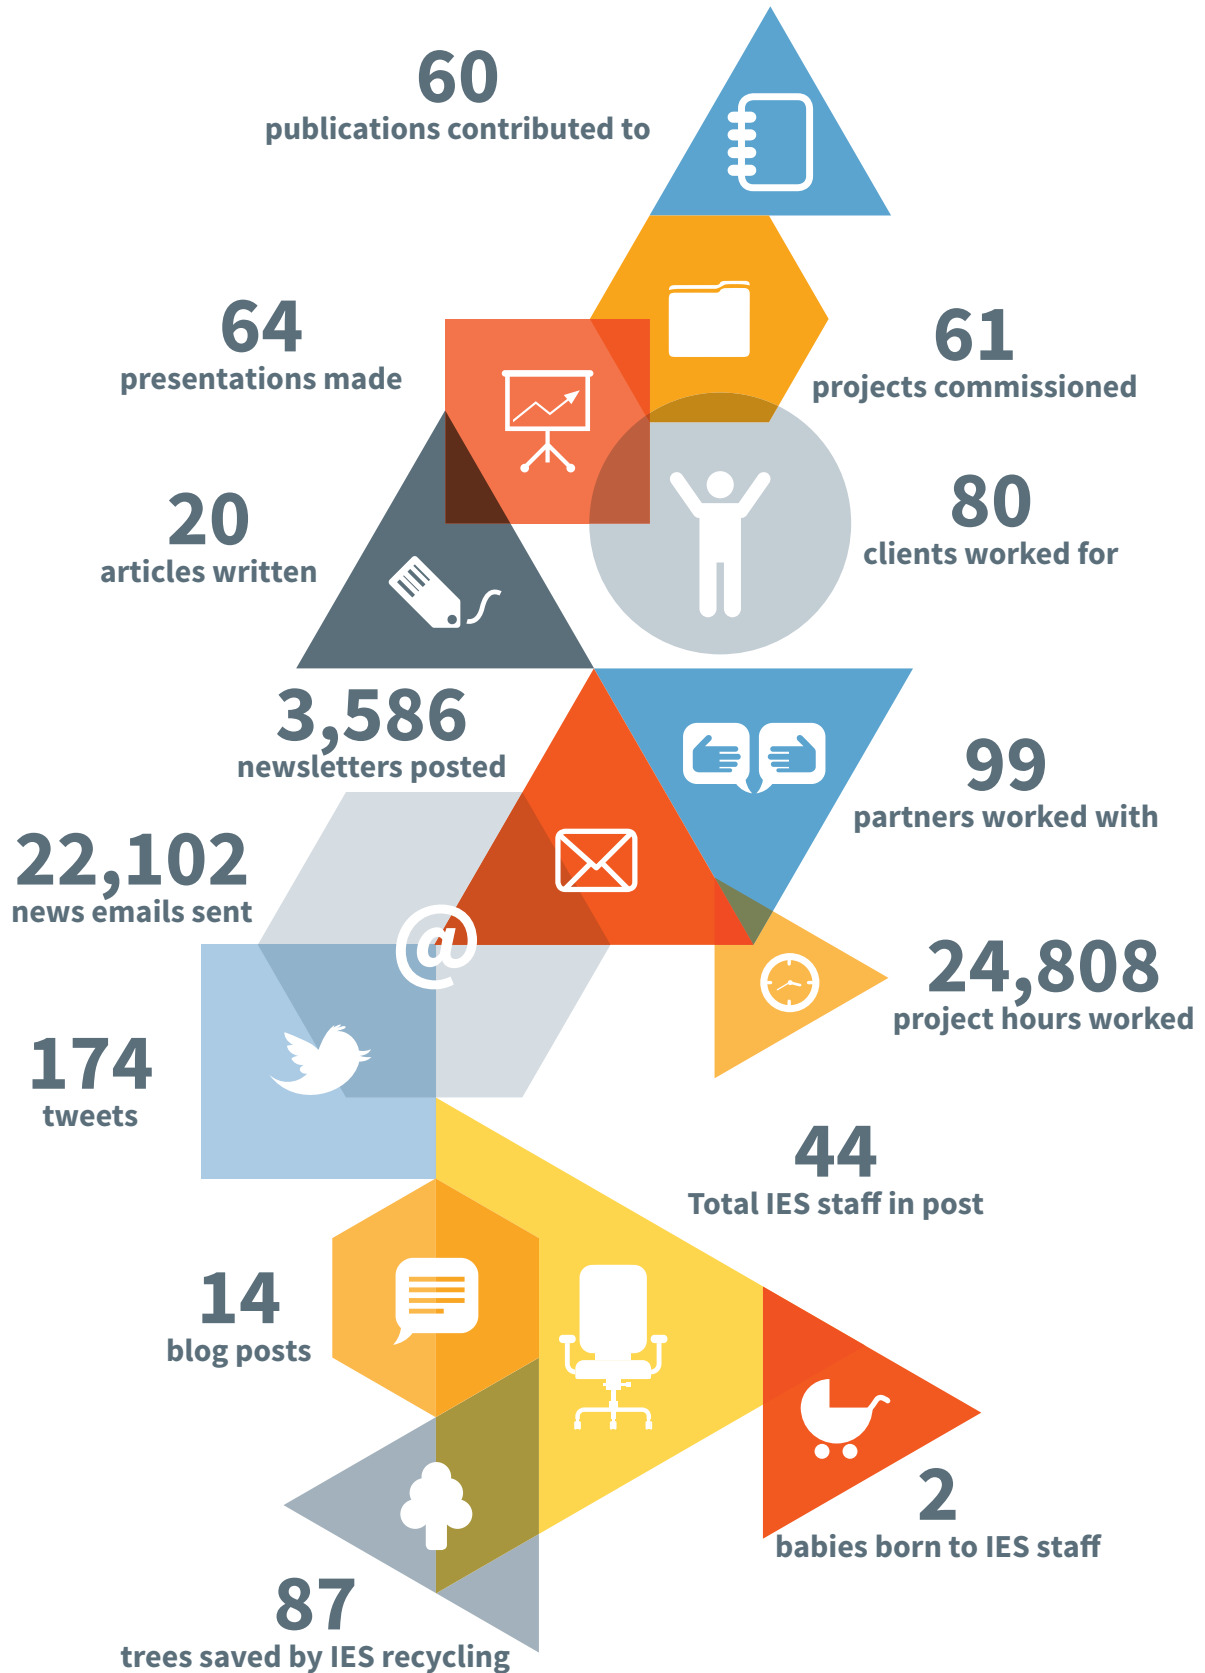 60
publications contributed to
64
presentations made
61
projects commissioned
20
articles written
80
clients worked for
3,586
newsletters posted
99
partners worked with
22,102
news emails sent
@
24,808
project hours worked
174
tweets
44
Total IES staff in post
14
blog posts
2
babies born to IES staff
87
trees saved by IES recycling